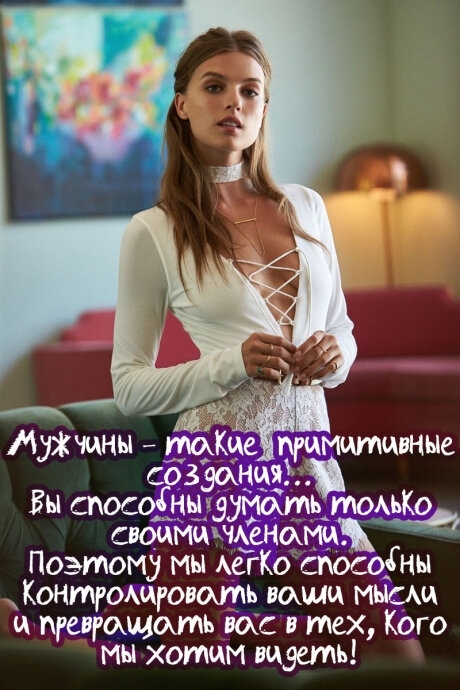 Мужчины – такие примитивные
создания...
Вы способны думать только
своими членами.
Поэтому мы легко способны
контролировать ваши мысли
и превращать вас в тех, кого
мы хотим видеть!